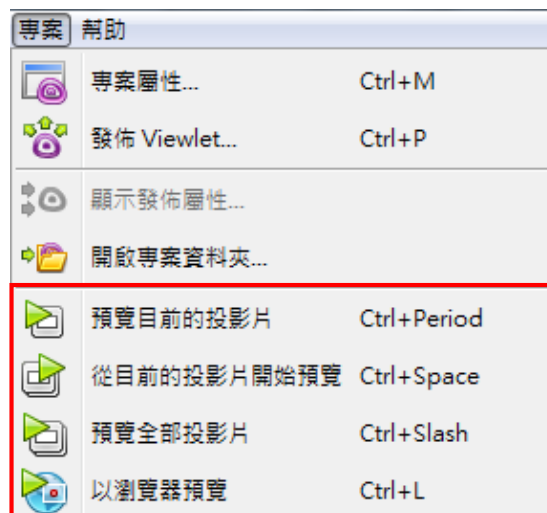 專案 幫助
專案屬性... Ctrl+M
發佈 Viewlet... Ctrl+P
顯示發佈屬性...
開啟專案資料夾...
預覽目前的投影片 Ctrl+Period
從目前的投影片開始預覽 Ctrl+Space
預覽全部投影片 Ctrl+Slash
以瀏覽器預覽 Ctrl+L